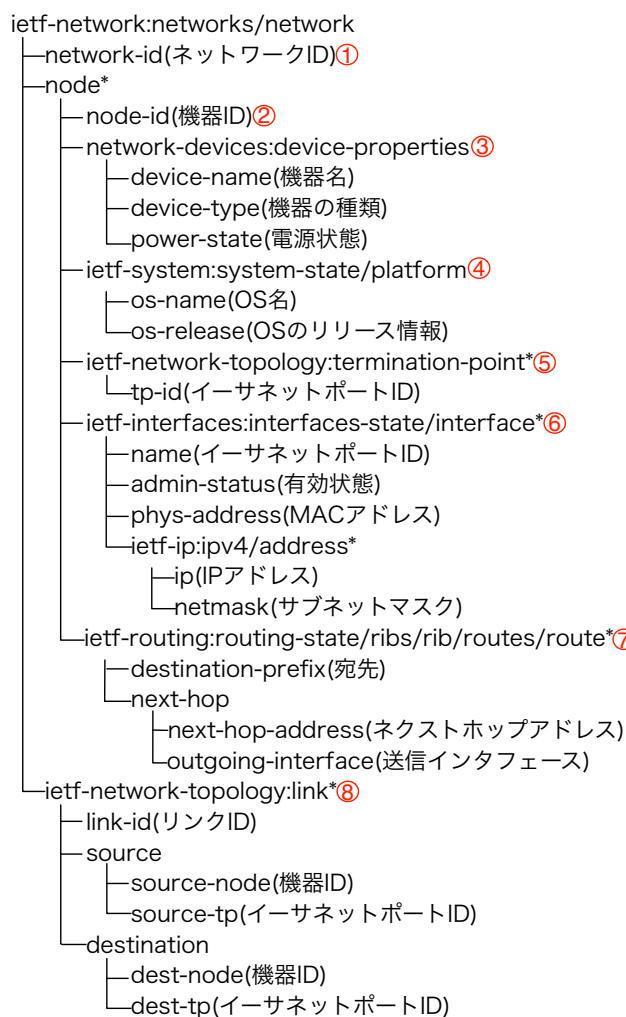 ietf-network:networks/network
network-id(ネットワークID)①
node*
node-id(機器ID)②
network-devices:device-properties③
device-name(機器名)
device-type(機器の種類)
power-state(電源状態)
ietf-system:system-state/platform④
os-name(OS名)
os-release(OSのリリース情報)
ietf-network-topology:termination-point*⑤
tp-id(イーサネットポートID)
ietf-interfaces:interfaces-state/interface*⑥
name(イーサネットポートID)
admin-status(有効状態)
phys-address(MACアドレス)
ietf-ip:ipv4/address*
ip(IPアドレス)
netmask(サブネットマスク)
ietf-routing:routing-state/ribs/rib/routes/route*⑦
destination-prefix(宛先)
next-hop
next-hop-address(ネクストホップアドレス)
outgoing-interface(送信インタフェース)
ietf-network-topology:link*⑧
link-id(リンクID)
source
source-node(機器ID)
source-tp(イーサネットポートID)
destination
dest-node(機器ID)
dest-tp(イーサネットポートID)